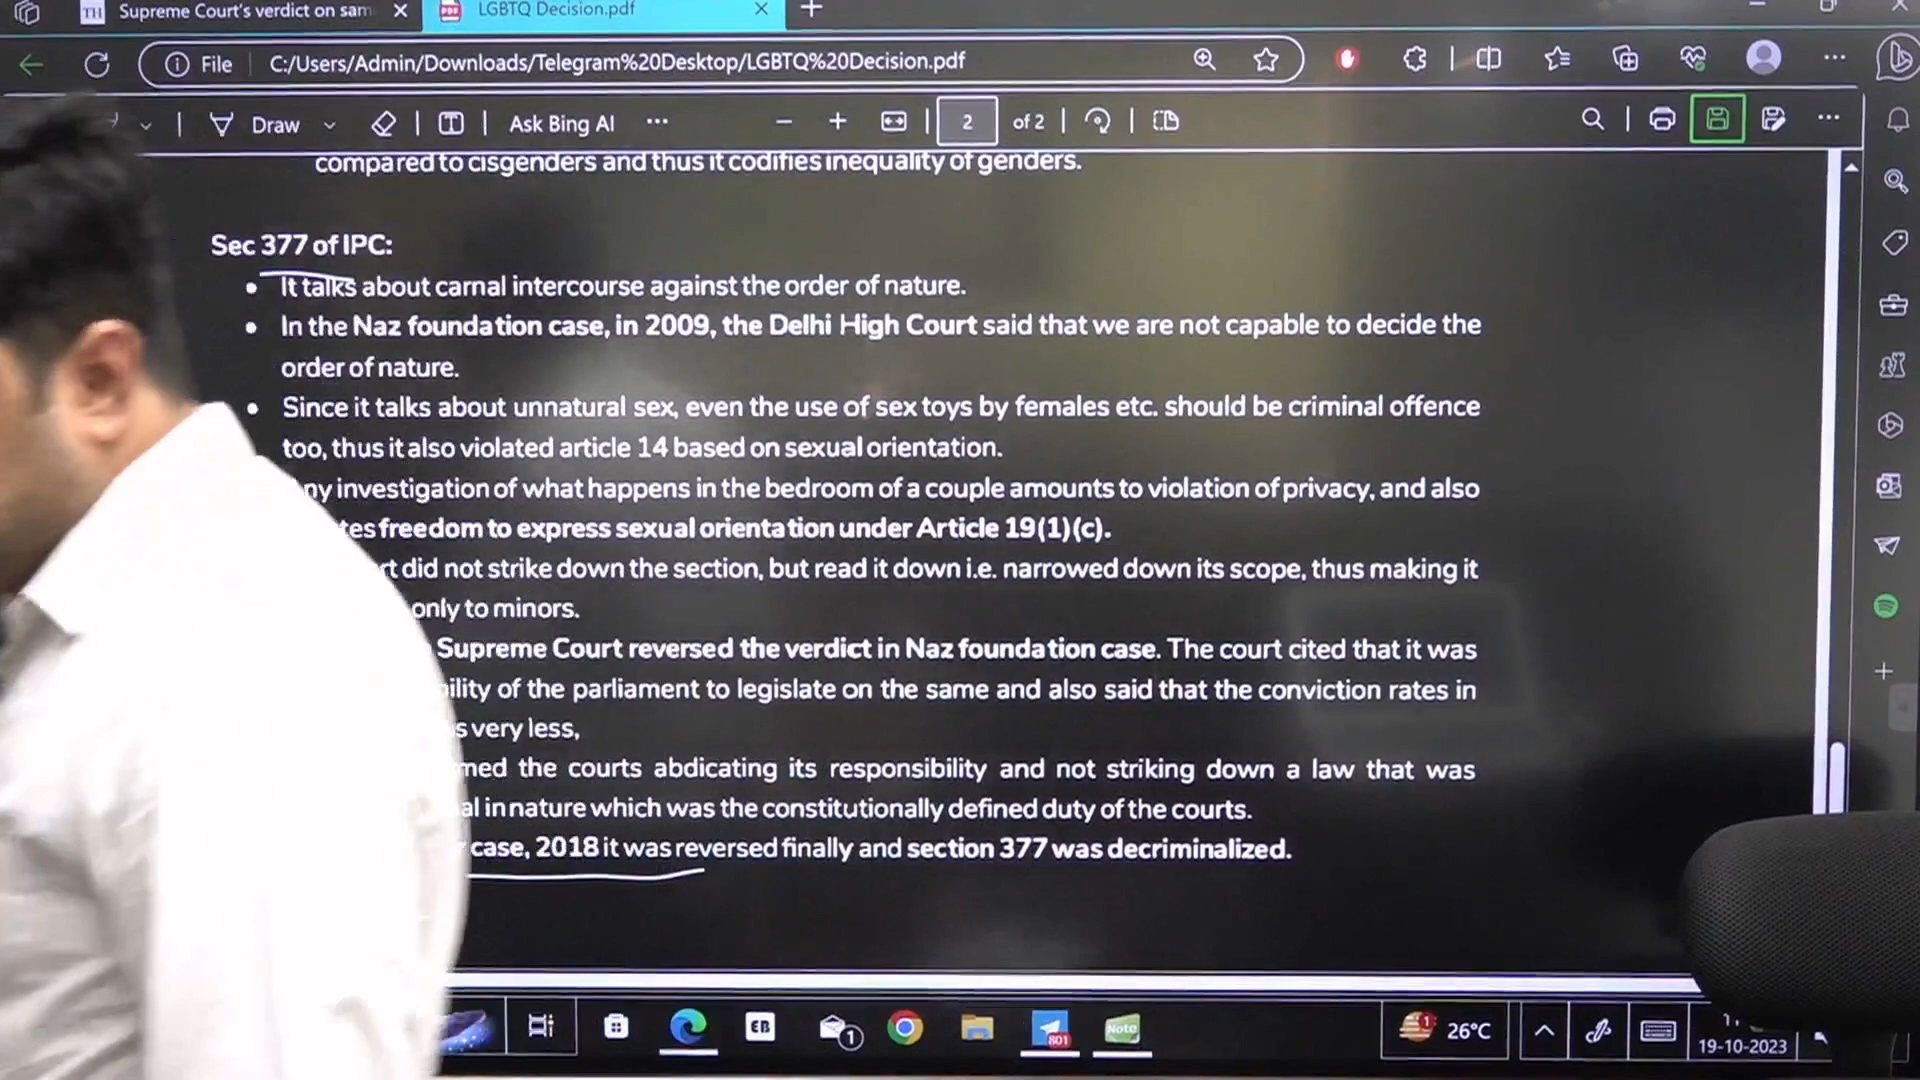 Supreme Court's verdict on sam
LGBTQ Decision.pdf
File C:/Users/Admin/Downloads/Telegram%20Desktop/LGBTQ%20Decision.pdf
Draw Ask Bing AI 2 of 2
compared to cisgenders and thus it codifies inequality of genders.
Sec 377 of IPC:
It talks about carnal intercourse against the order of nature.
In the Naz foundation case, in 2009, the Delhi High Court said that we are not capable to decide the
order of nature.
Since it talks about unnatural sex, even the use of sex toys by females etc. should be criminal offence
too, thus it also violated article 14 based on sexual orientation.
ny investigation of what happens in the bedroom of a couple amounts to violation of privacy, and also
tes freedom to express sexual orientation under Article 19(1)(c).
rt did not strike down the section, but read it down i.e. narrowed down its scope, thus making it
only to minors.
Supreme Court reversed the verdict in Naz foundation case. The court cited that it was
ility of the parliament to legislate on the same and also said that the conviction rates in
s very less,
med the courts abdicating its responsibility and not striking down a law that was
al in nature which was the constitutionally defined duty of the courts.
case, 2018 it was reversed finally and section 377 was decriminalized.
EB
1
801
Note
1
26°C
19-10-2023